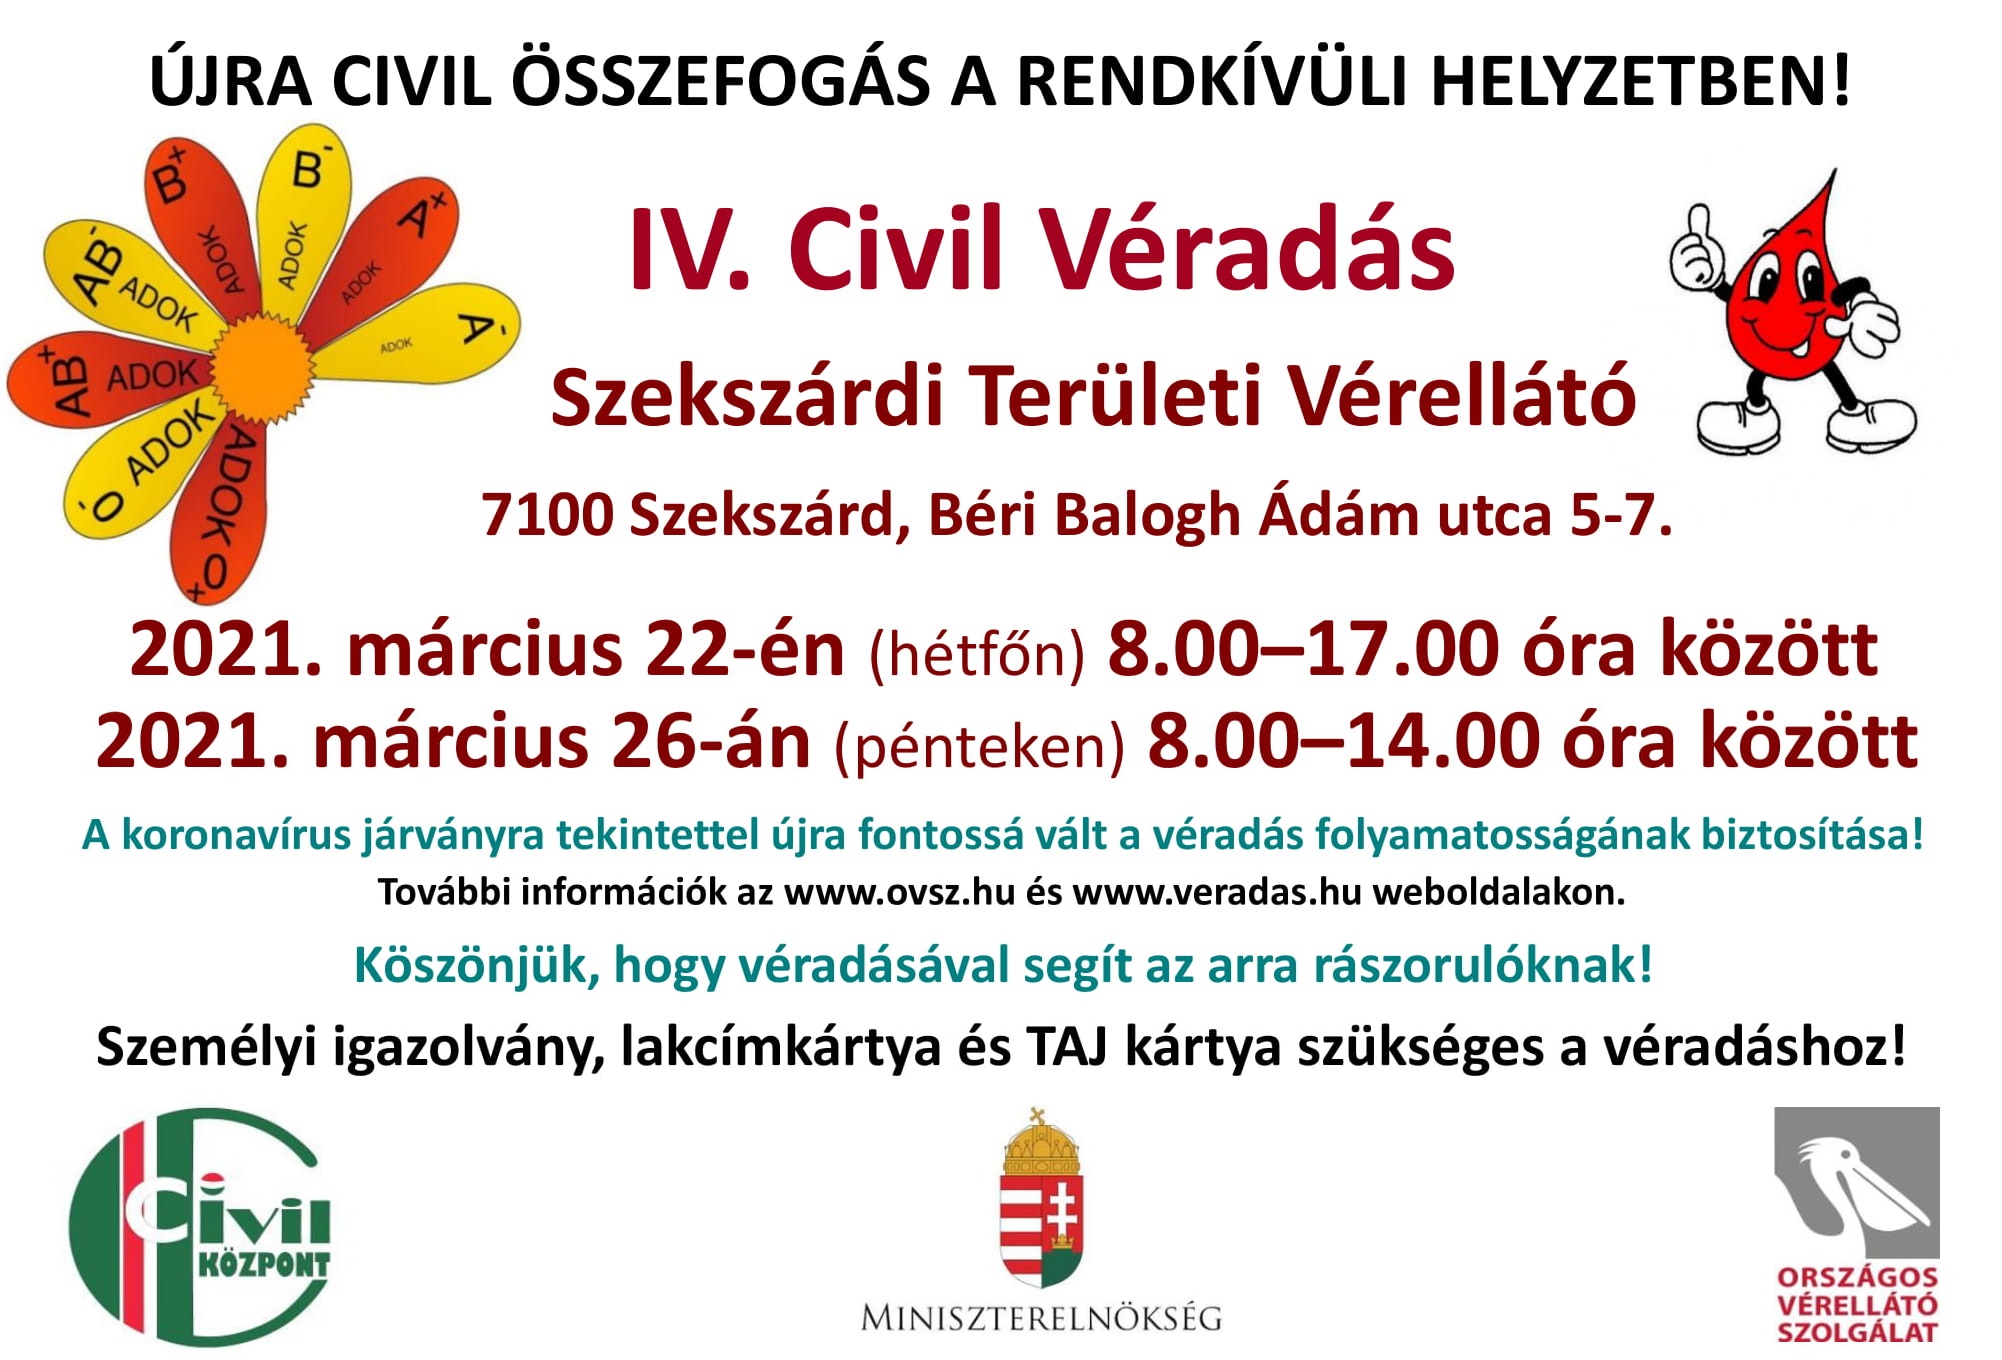 ÚJRA CIVIL ÖSSZEFOGÁS A RENDKÍVÜLI HELYZETBEN!
B+ ADOK
B- ADOK
A+ ADOK
A- ADOK
AB- ADOK
AB+ ADOK
O- ADOK
ADOK O+
IV. Civil Véradás
Szekszárdi Területi Vérellátó
7100 Szekszárd, Béri Balogh Ádám utca 5-7.
2021. március 22-én (hétfőn) 8.00–17.00 óra között
2021. március 26-án (pénteken) 8.00–14.00 óra között
A koronavírus járványra tekintettel újra fontossá vált a véradás folyamatosságának biztosítása!
További információk az www.ovsz.hu és www.veradas.hu weboldalakon.
Köszönjük, hogy véradásával segít az arra rászorulóknak!
Személyi igazolvány, lakcímkártya és TAJ kártya szükséges a véradáshoz!
Civil
KÖZPONT
MINISZTERELNÖKSÉG
ORSZÁGOS
VÉRELLÁTÓ
SZOLGÁLAT